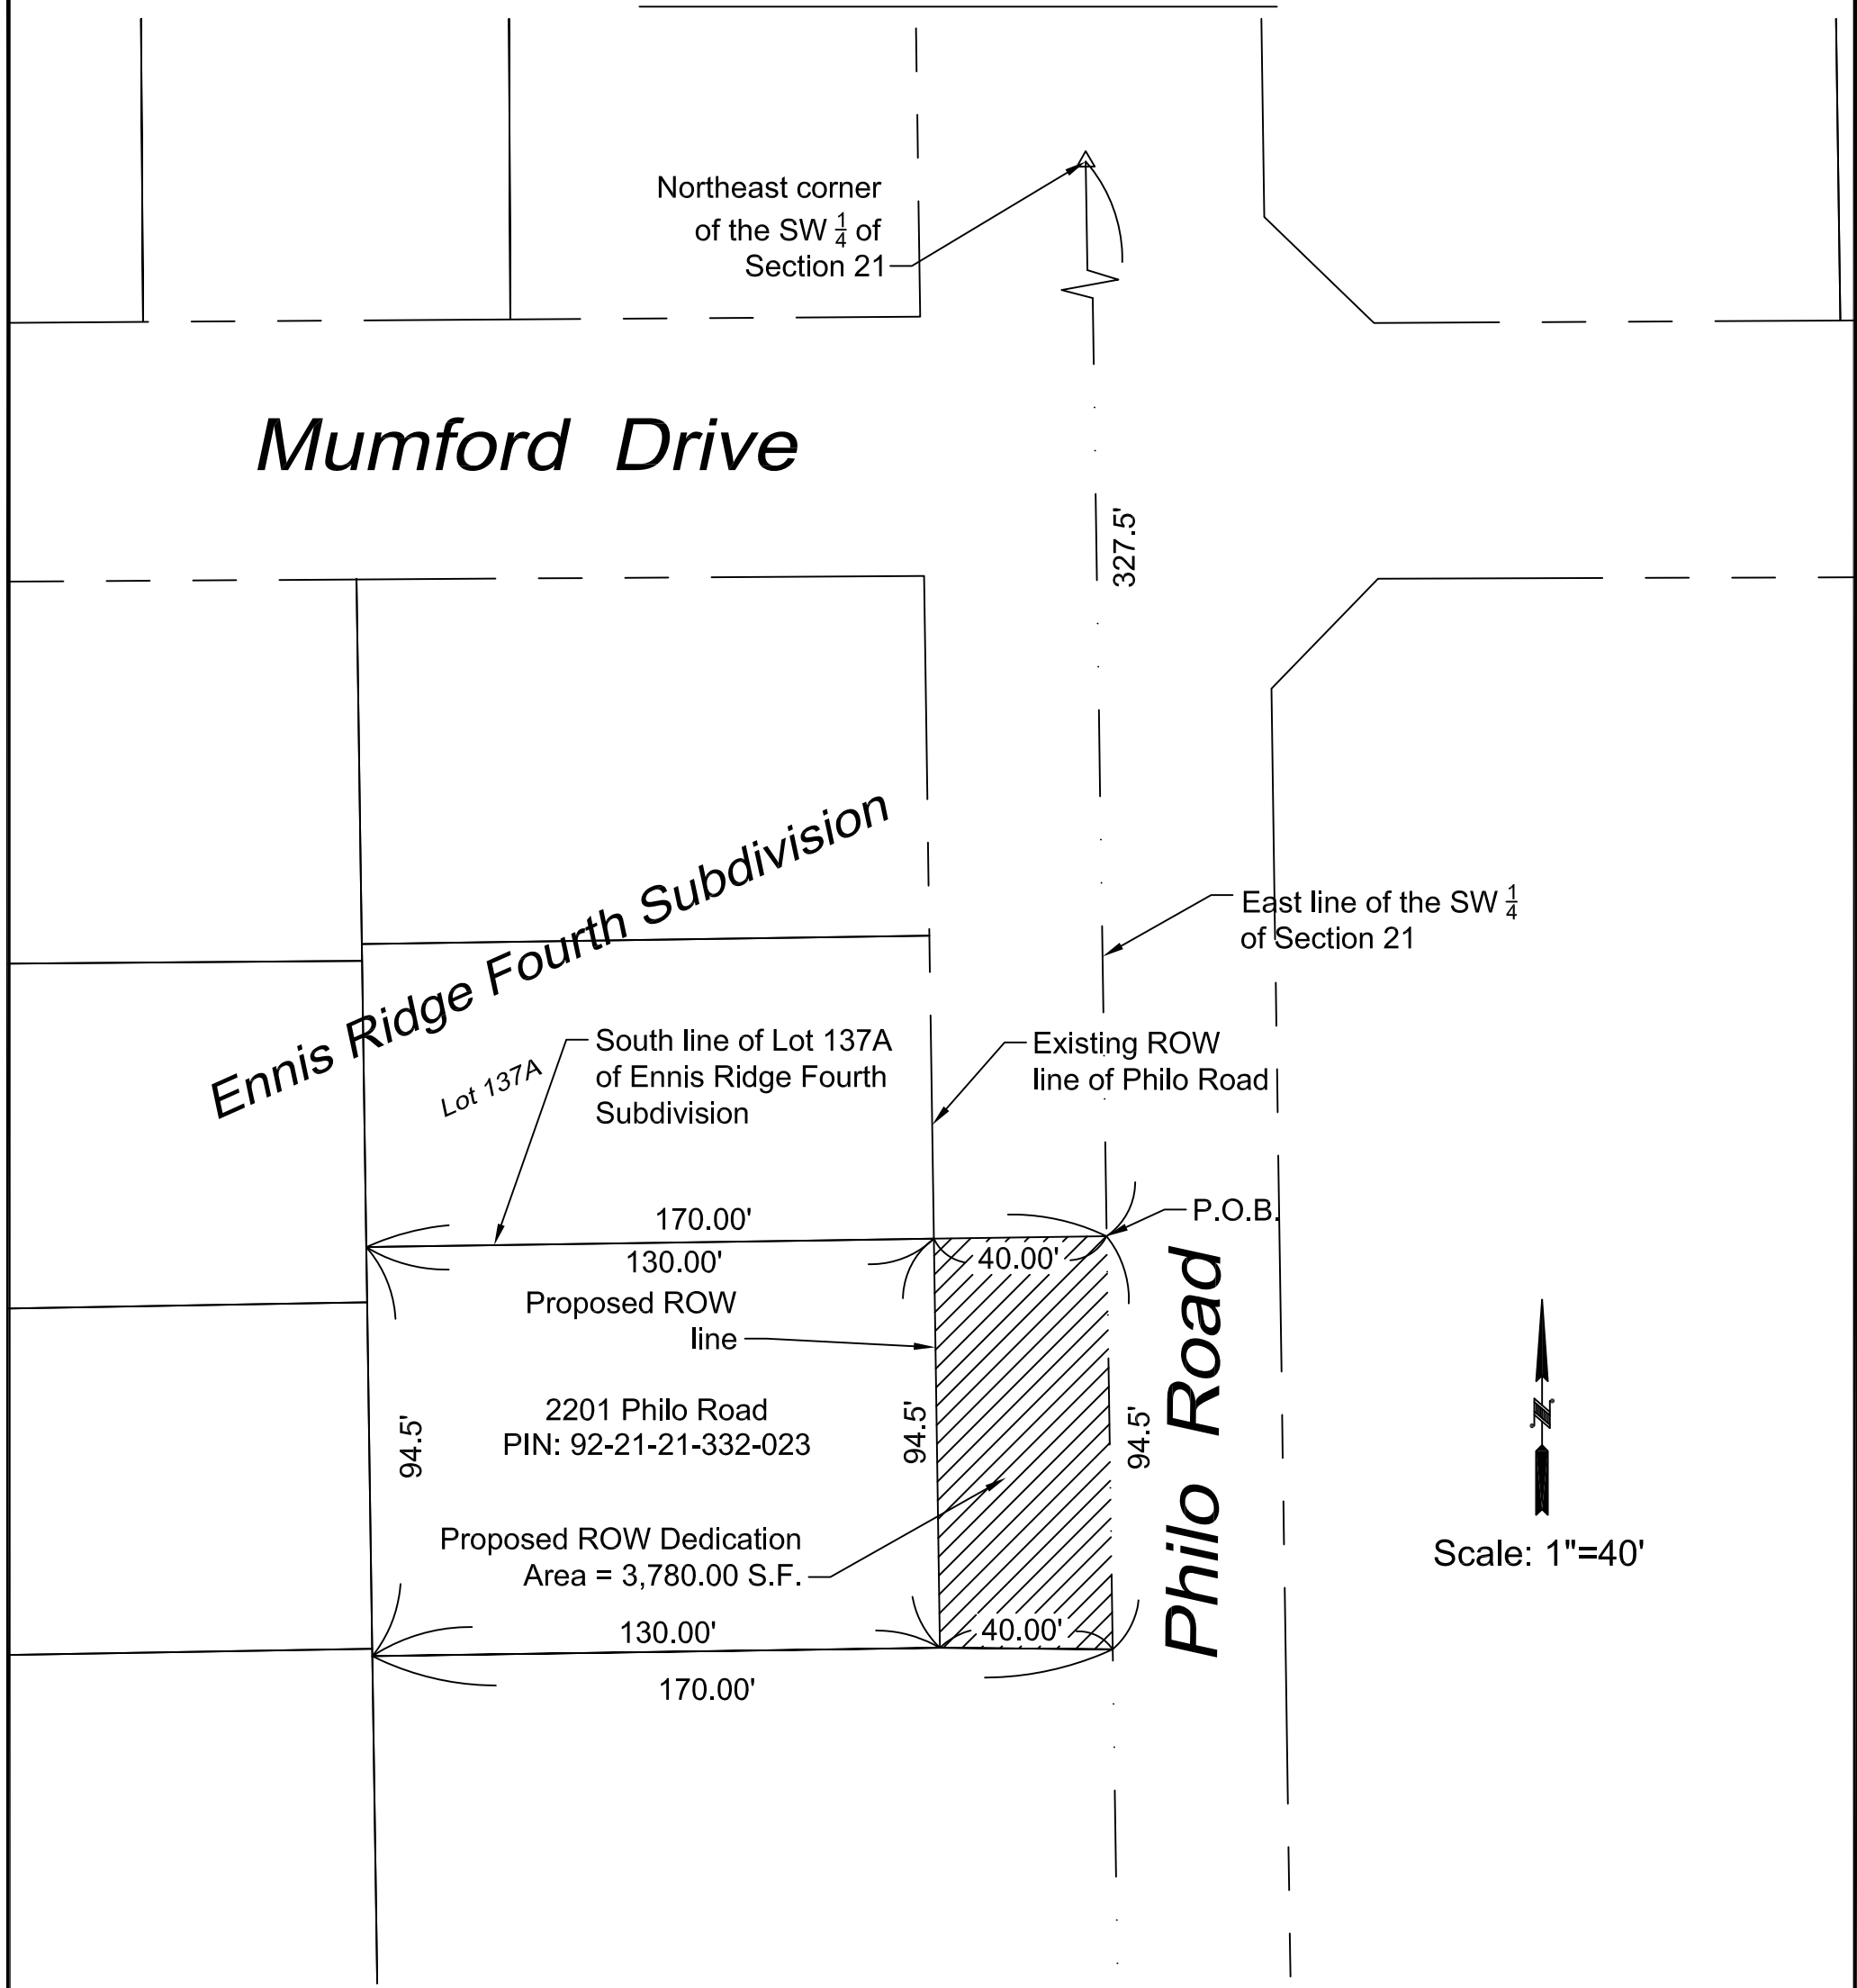 Northeast corner
of the SW 1/4 of
Section 21
Mumford Drive
327.5'
Ennis Ridge Fourth Subdivision
East line of the SW 1/4
of Section 21
Lot 137A
South line of Lot 137A
of Ennis Ridge Fourth
Subdivision
Existing ROW
line of Philo Road
P.O.B.
170.00'
130.00'
40.00'
Proposed ROW
line
2201 Philo Road
PIN: 92-21-21-332-023
94.5'
94.5'
94.5'
Philo Road
Proposed ROW Dedication
Area = 3,780.00 S.F.
130.00'
40.00'
170.00'
N
Scale: 1"=40'